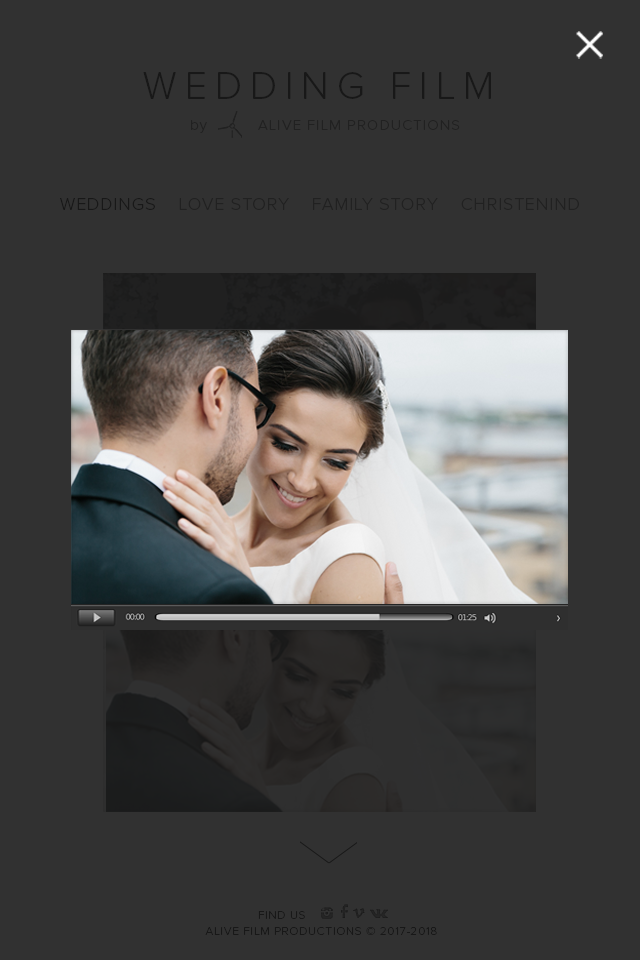 WEDDING FILM
by ALIVE FILM PRODUCTIONS
WEDDINGS LOVE STORY FAMILY STORY CHRISTENIND
00:00 01:25
FIND US
ALIVE FILM PRODUCTIONS © 2017-2018